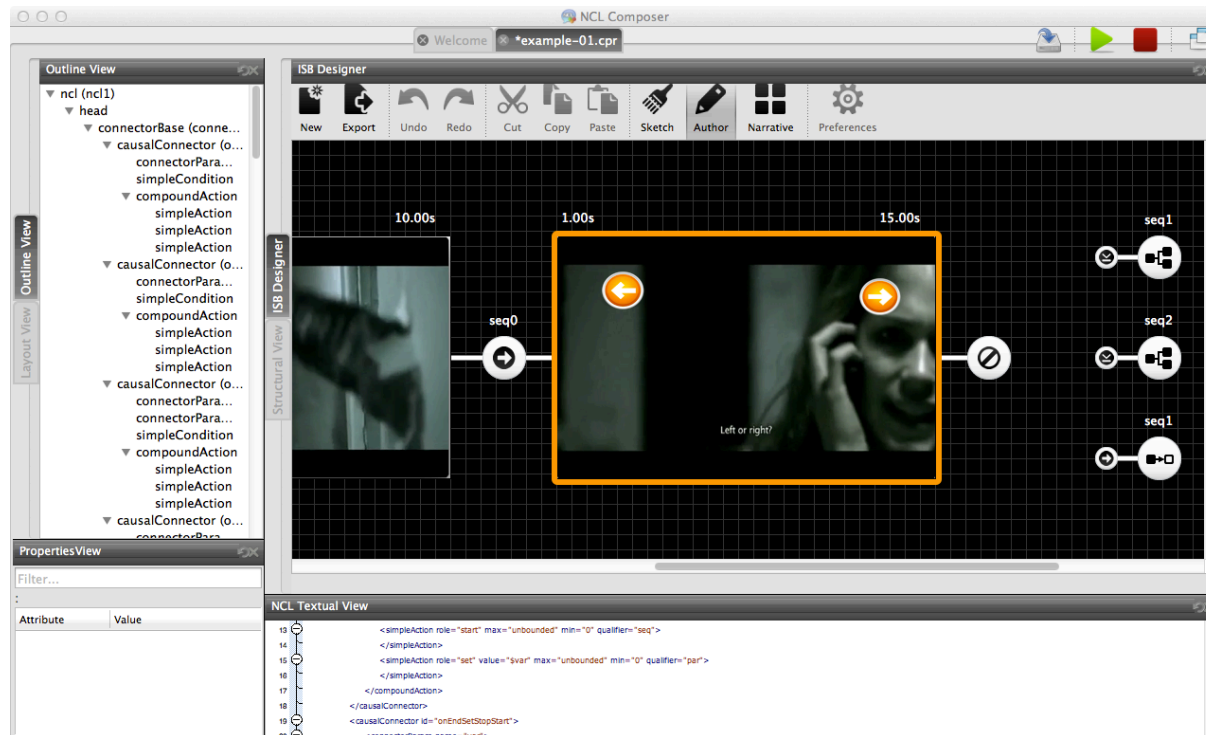 NCL Composer
Welcome
*example-01.cpr
Outline View
ncl (ncl1)
head
connectorBase (conne...
causalConnector (o...
connectorPara...
simpleCondition
compoundAction
simpleAction
simpleAction
simpleAction
causalConnector (o...
connectorPara...
simpleCondition
compoundAction
simpleAction
simpleAction
simpleAction
causalConnector (o...
connectorPara...
connectorPara...
simpleCondition
compoundAction
simpleAction
simpleAction
simpleAction
causalConnector (o...
connectorPara...
Outline View
Layout View
PropertiesView
Filter...
:
Attribute Value
ISB Designer
New Export Undo Redo Cut Copy Paste Sketch Author Narrative Preferences
ISB Designer
Structural View
10.00s 1.00s 15.00s
seq0
Left or right?
seq1
seq2
seq1
NCL Textual View
13 <simpleAction role="start" max="unbounded" min="0" qualifier="seq">
14 </simpleAction>
15 <simpleAction role="set" value="$var" max="unbounded" min="0" qualifier="par">
16 </simpleAction>
17 </compoundAction>
18 </causalConnector>
19 <causalConnector id="onEndSetStopStart">